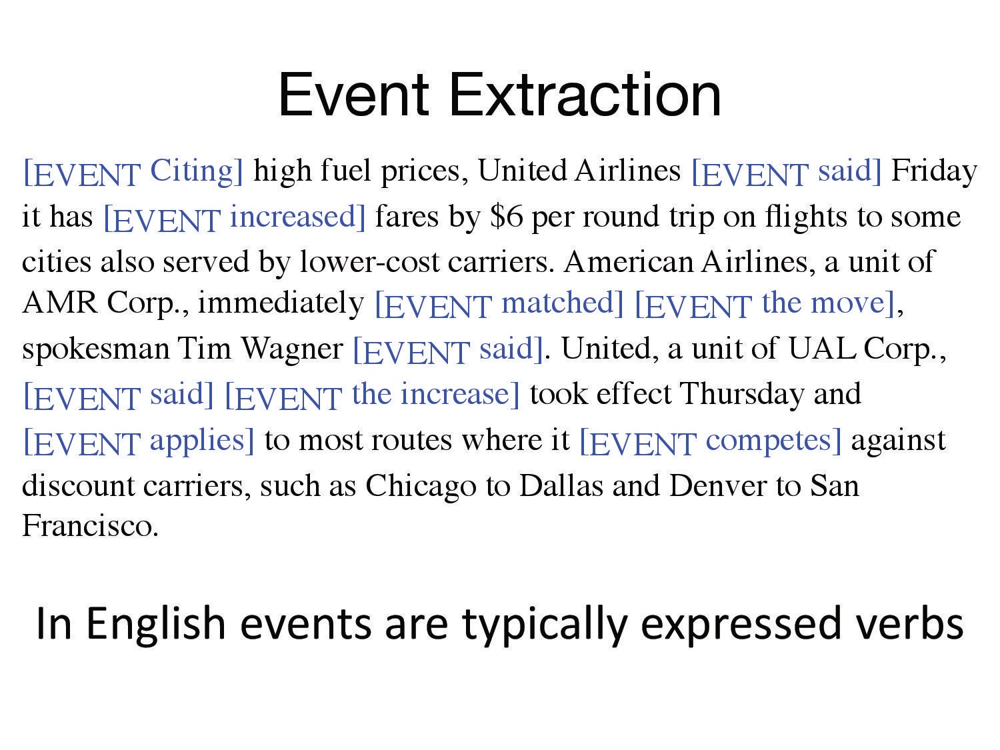 Event Extraction
[EVENT Citing] high fuel prices, United Airlines [EVENT said] Friday
it has [EVENT increased] fares by $6 per round trip on flights to some
cities also served by lower-cost carriers. American Airlines, a unit of
AMR Corp., immediately [EVENT matched] [EVENT the move],
spokesman Tim Wagner [EVENT said]. United, a unit of UAL Corp.,
[EVENT said] [EVENT the increase] took effect Thursday and
[EVENT applies] to most routes where it [EVENT competes] against
discount carriers, such as Chicago to Dallas and Denver to San
Francisco.
In English events are typically expressed verbs